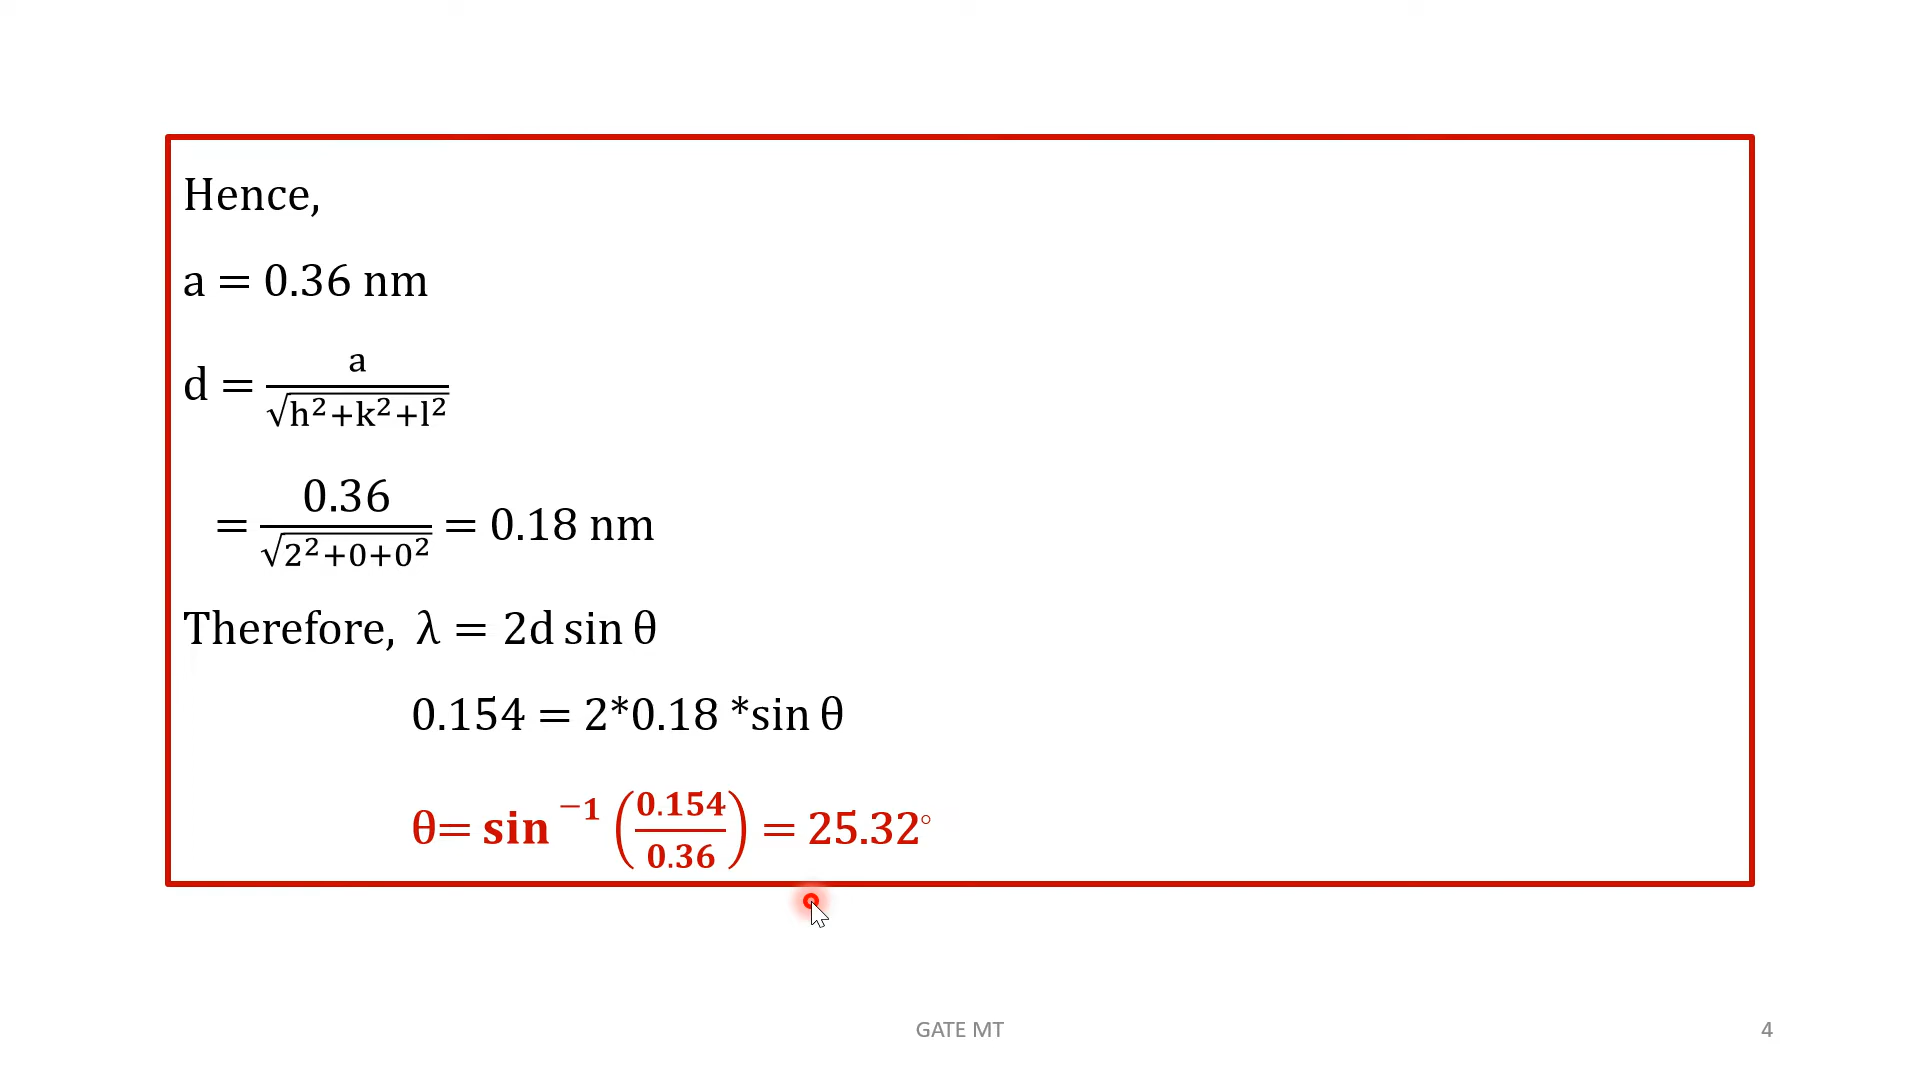 Hence,
a = 0.36 nm
d = a / √(h²+k²+l²)
= 0.36 / √(2²+0+0²) = 0.18 nm
Therefore, λ = 2d sin θ
0.154 = 2*0.18 *sin θ
θ= sin ⁻¹ (0.154 / 0.36) = 25.32°
GATE MT
4